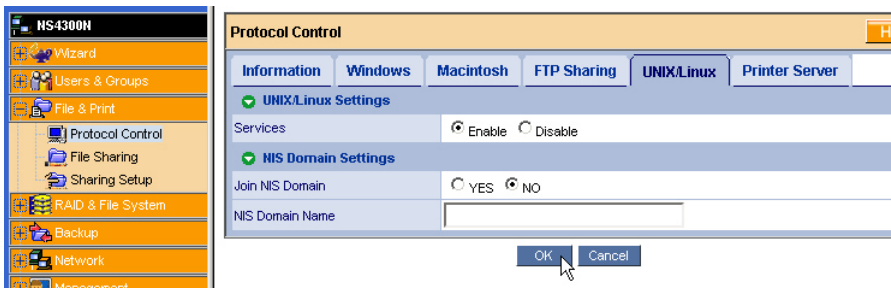 NS4300N
Wizard
Users & Groups
File & Print
Protocol Control
File Sharing
Sharing Setup
RAID & File System
Backup
Network
Management
Protocol Control
H
Information Windows Macintosh FTP Sharing UNIX/Linux Printer Server
UNIX/Linux Settings
Services Enable Disable
NIS Domain Settings
Join NIS Domain YES NO
NIS Domain Name
OK Cancel